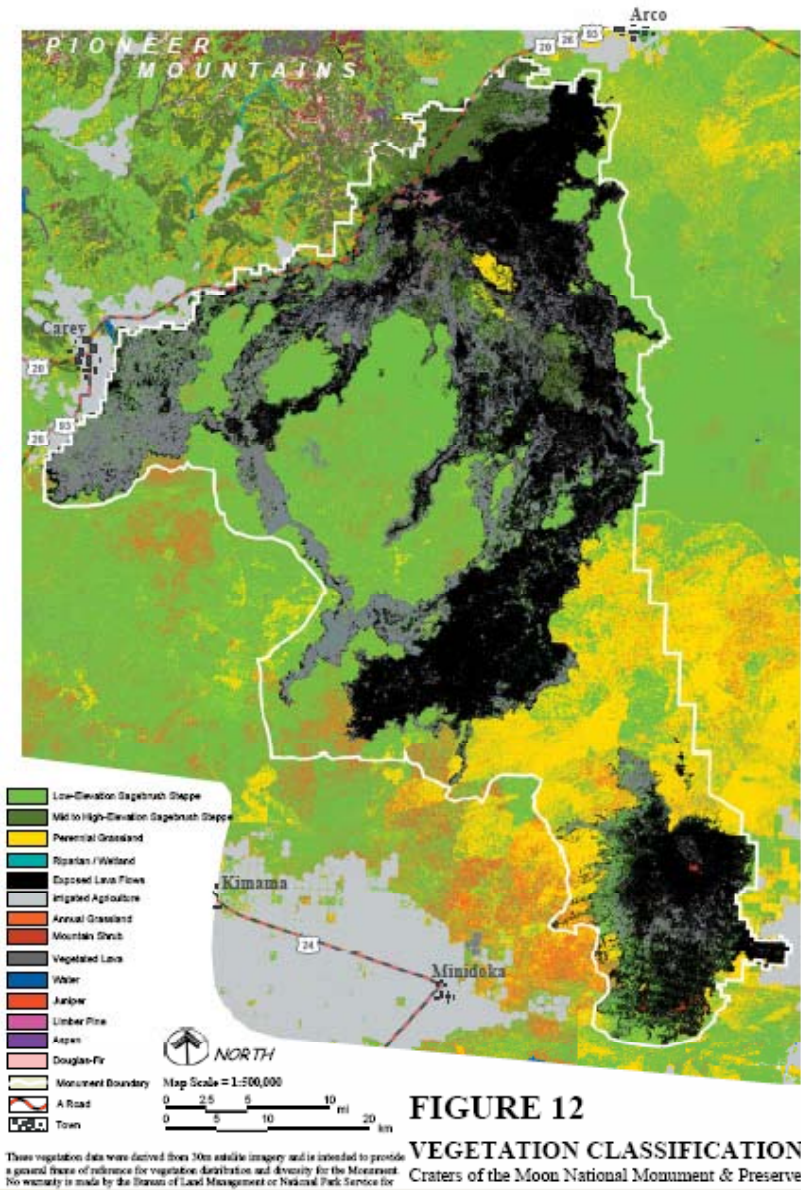 Arco
20 26 93
PIONEER
MOUNTAINS
Carey
20
26 93
Low-Elevation Sagebrush Steppe
Mid to High-Elevation Sagebrush Steppe
Perennial Grassland
Riparian / Wetland
Exposed Lava Flows
Irrigated Agriculture
Annual Grassland
Mountain Shrub
Vegetated Lava
Water
Juniper
Limber Pine
Aspen
Douglas-Fir
Monument Boundary
A Road
Town
Kimama
24
Minidoka
NORTH
Map Scale = 1:500,000
0 2.5 5 10
mi
0 5 10 20
km
FIGURE 12
VEGETATION CLASSIFICATION
Craters of the Moon National Monument & Preserve
These vegetation data were derived from 30m satelite imagery and is intended to provide
a general frame of reference for vegetation distribution and diversity for the Monument.
No warranty is made by the Bureau of Land Management or National Park Service for